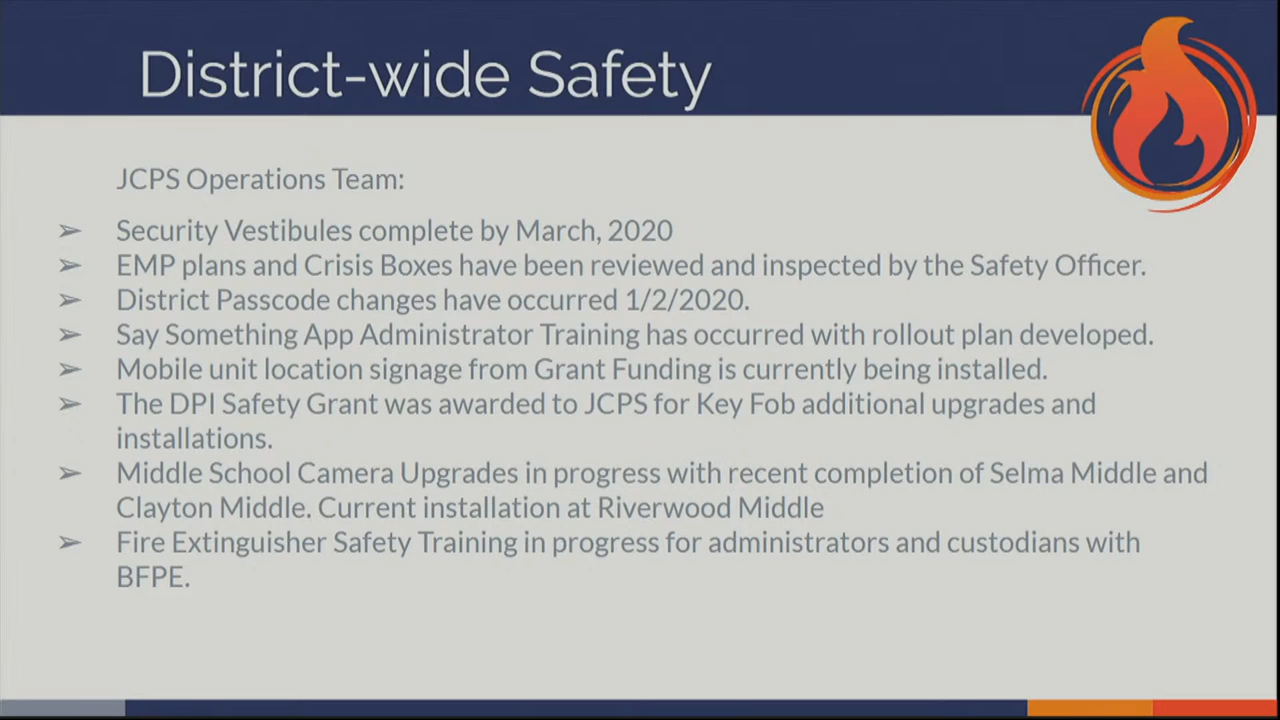 District-wide Safety
JCPS Operations Team:
➢ Security Vestibules complete by March, 2020
➢ EMP plans and Crisis Boxes have been reviewed and inspected by the Safety Officer.
➢ District Passcode changes have occurred 1/2/2020.
➢ Say Something App Administrator Training has occurred with rollout plan developed.
➢ Mobile unit location signage from Grant Funding is currently being installed.
➢ The DPI Safety Grant was awarded to JCPS for Key Fob additional upgrades and
installations.
➢ Middle School Camera Upgrades in progress with recent completion of Selma Middle and
Clayton Middle. Current installation at Riverwood Middle
➢ Fire Extinguisher Safety Training in progress for administrators and custodians with
BFPE.